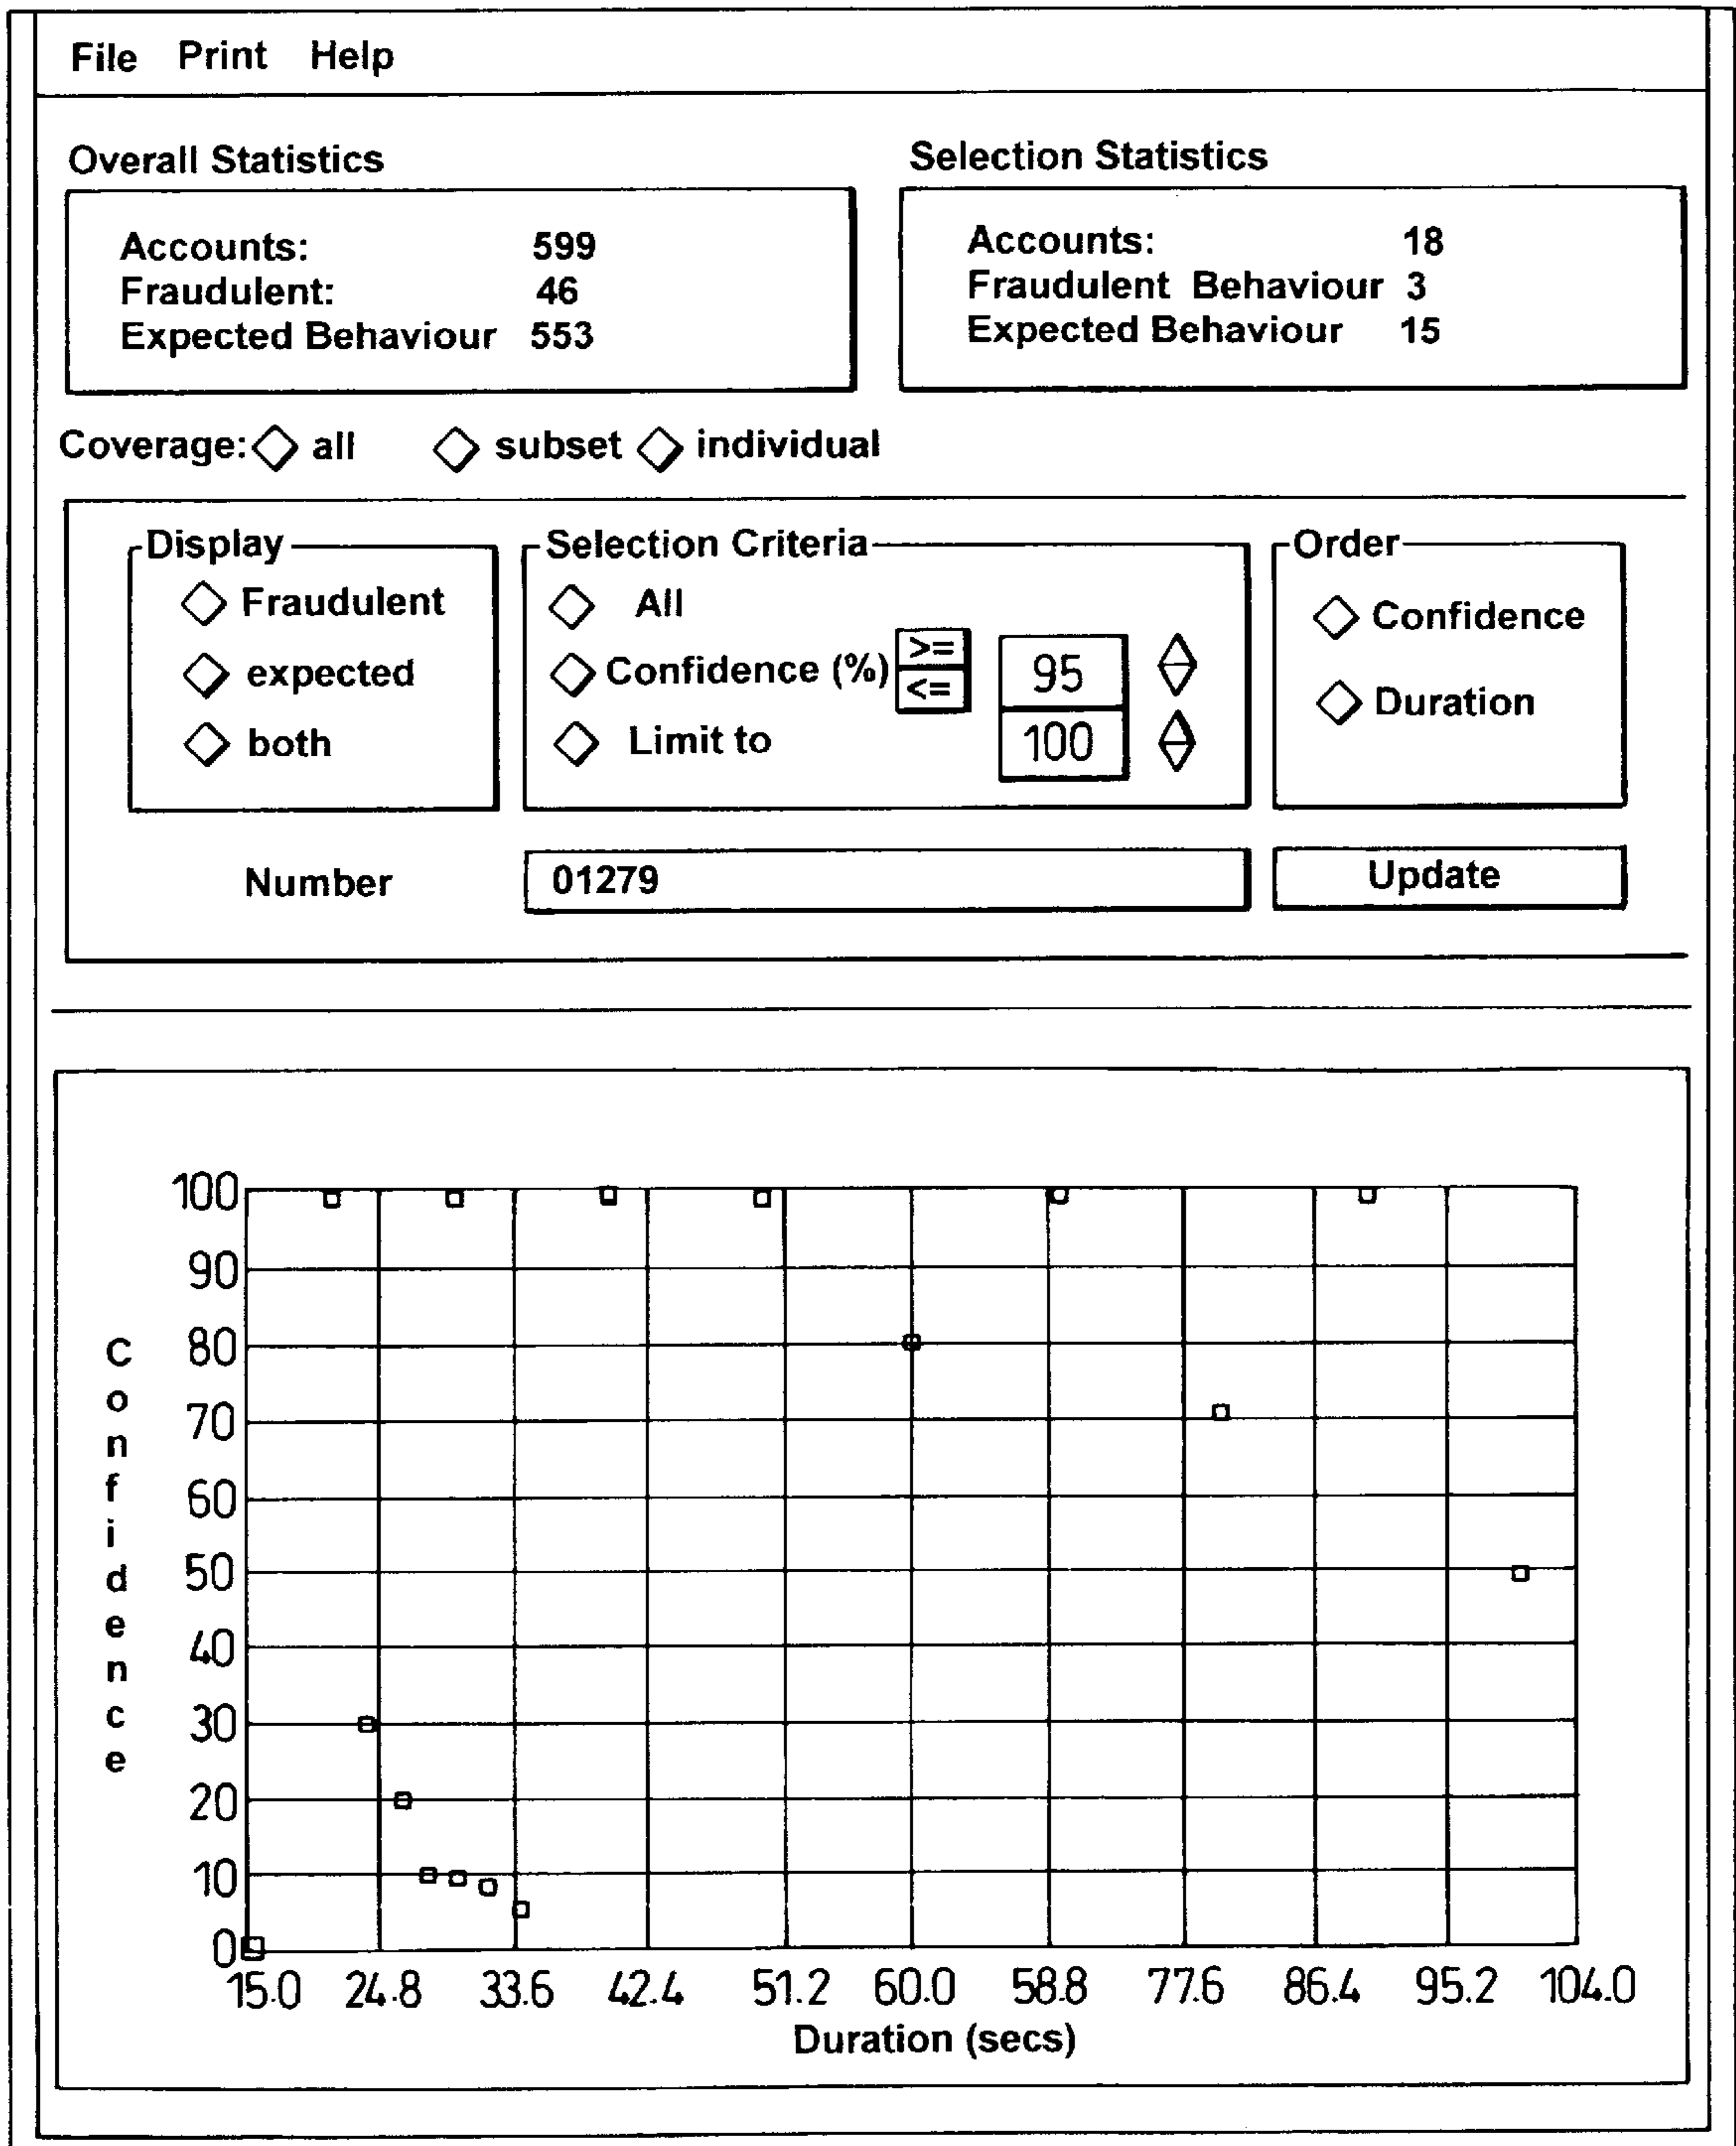 File Print Help
Overall Statistics
Accounts: 599
Fraudulent: 46
Expected Behaviour 553
Selection Statistics
Accounts: 18
Fraudulent Behaviour 3
Expected Behaviour 15
Coverage: all subset individual
Display
Fraudulent
expected
both
Selection Criteria
All
Confidence (%) >= <= 95
Limit to 100
Order
Confidence
Duration
Number 01279 Update
Confidence
100
90
80
70
60
50
40
30
20
10
0
15.0 24.8 33.6 42.4 51.2 60.0 58.8 77.6 86.4 95.2 104.0
Duration (secs)